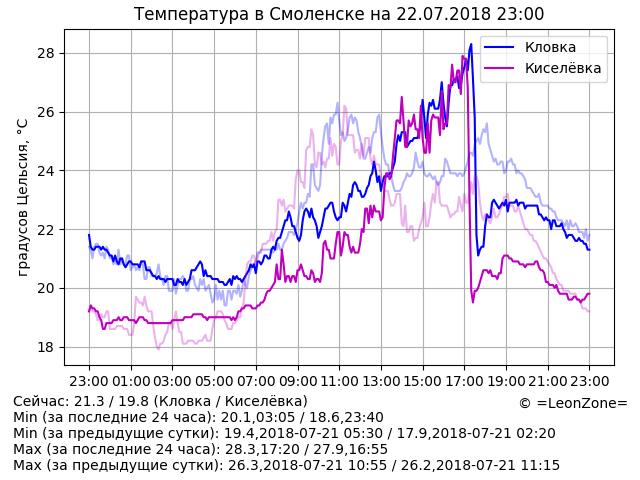 Температура в Смоленске на 22.07.2018 23:00
Кловка
Киселёвка
градусов Цельсия, °C
28
26
24
22
20
18
23:00 01:00 03:00 05:00 07:00 09:00 11:00 13:00 15:00 17:00 19:00 21:00 23:00
Сейчас: 21.3 / 19.8 (Кловка / Киселёвка)
© =LeonZone=
Min (за последние 24 часа): 20.1,03:05 / 18.6,23:40
Min (за предыдущие сутки): 19.4,2018-07-21 05:30 / 17.9,2018-07-21 02:20
Max (за последние 24 часа): 28.3,17:20 / 27.9,16:55
Max (за предыдущие сутки): 26.3,2018-07-21 10:55 / 26.2,2018-07-21 11:15